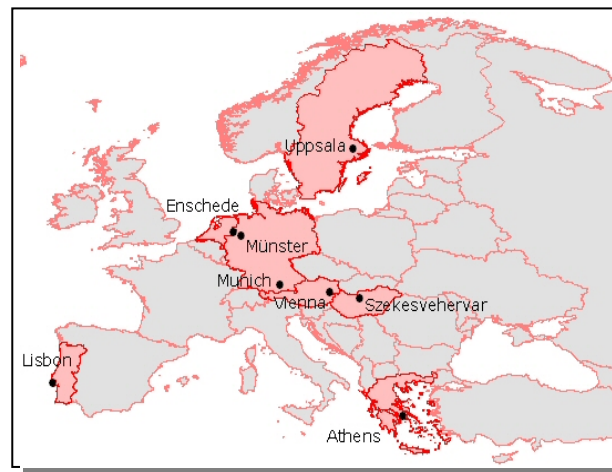 Uppsala
Enschede
Münster
Munich
Vienna
Szekesvehervar
Lisbon
Athens